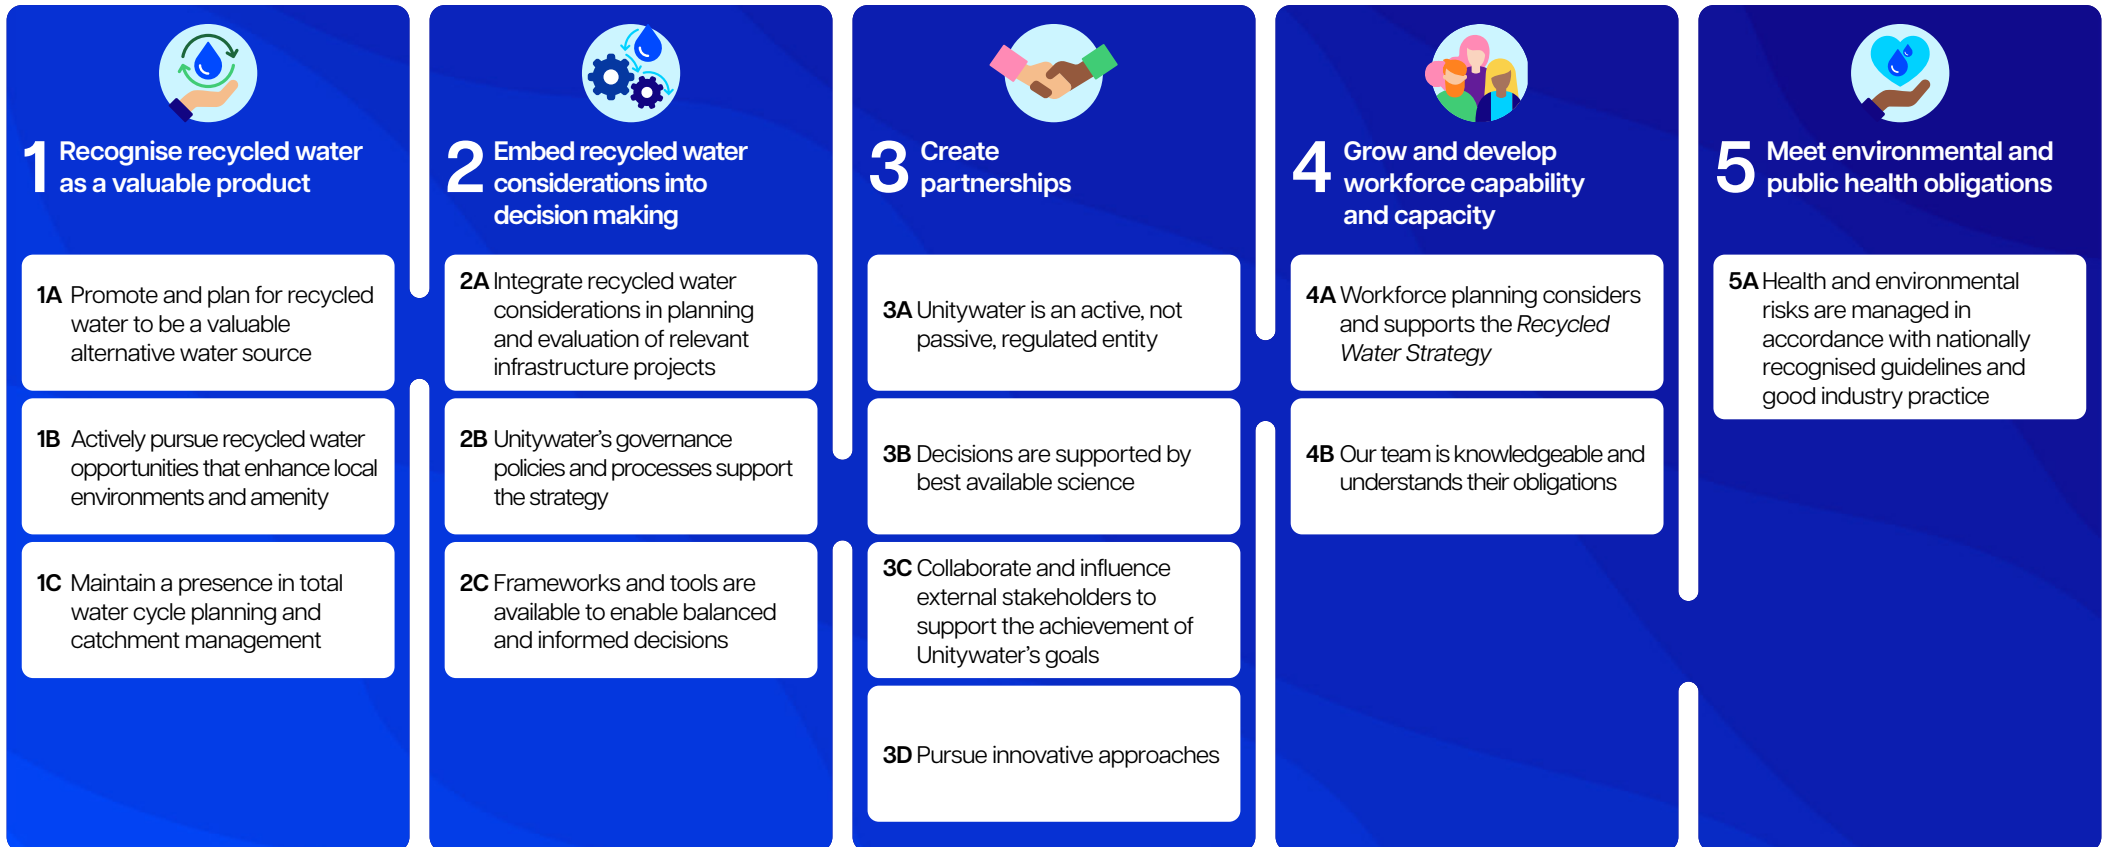 1 Recognise recycled water
as a valuable product
1A Promote and plan for recycled
water to be a valuable
alternative water source
1B Actively pursue recycled water
opportunities that enhance local
environments and amenity
1C Maintain a presence in total
water cycle planning and
catchment management
2 Embed recycled water
considerations into
decision making
2A Integrate recycled water
considerations in planning
and evaluation of relevant
infrastructure projects
2B Unitywater’s governance
policies and processes support
the strategy
2C Frameworks and tools are
available to enable balanced
and informed decisions
3 Create
partnerships
3A Unitywater is an active, not
passive, regulated entity
3B Decisions are supported by
best available science
3C Collaborate and influence
external stakeholders to
support the achievement of
Unitywater’s goals
3D Pursue innovative approaches
4 Grow and develop
workforce capability
and capacity
4A Workforce planning considers
and supports the Recycled
Water Strategy
4B Our team is knowledgeable and
understands their obligations
5 Meet environmental and
public health obligations
5A Health and environmental
risks are managed in
accordance with nationally
recognised guidelines and
good industry practice